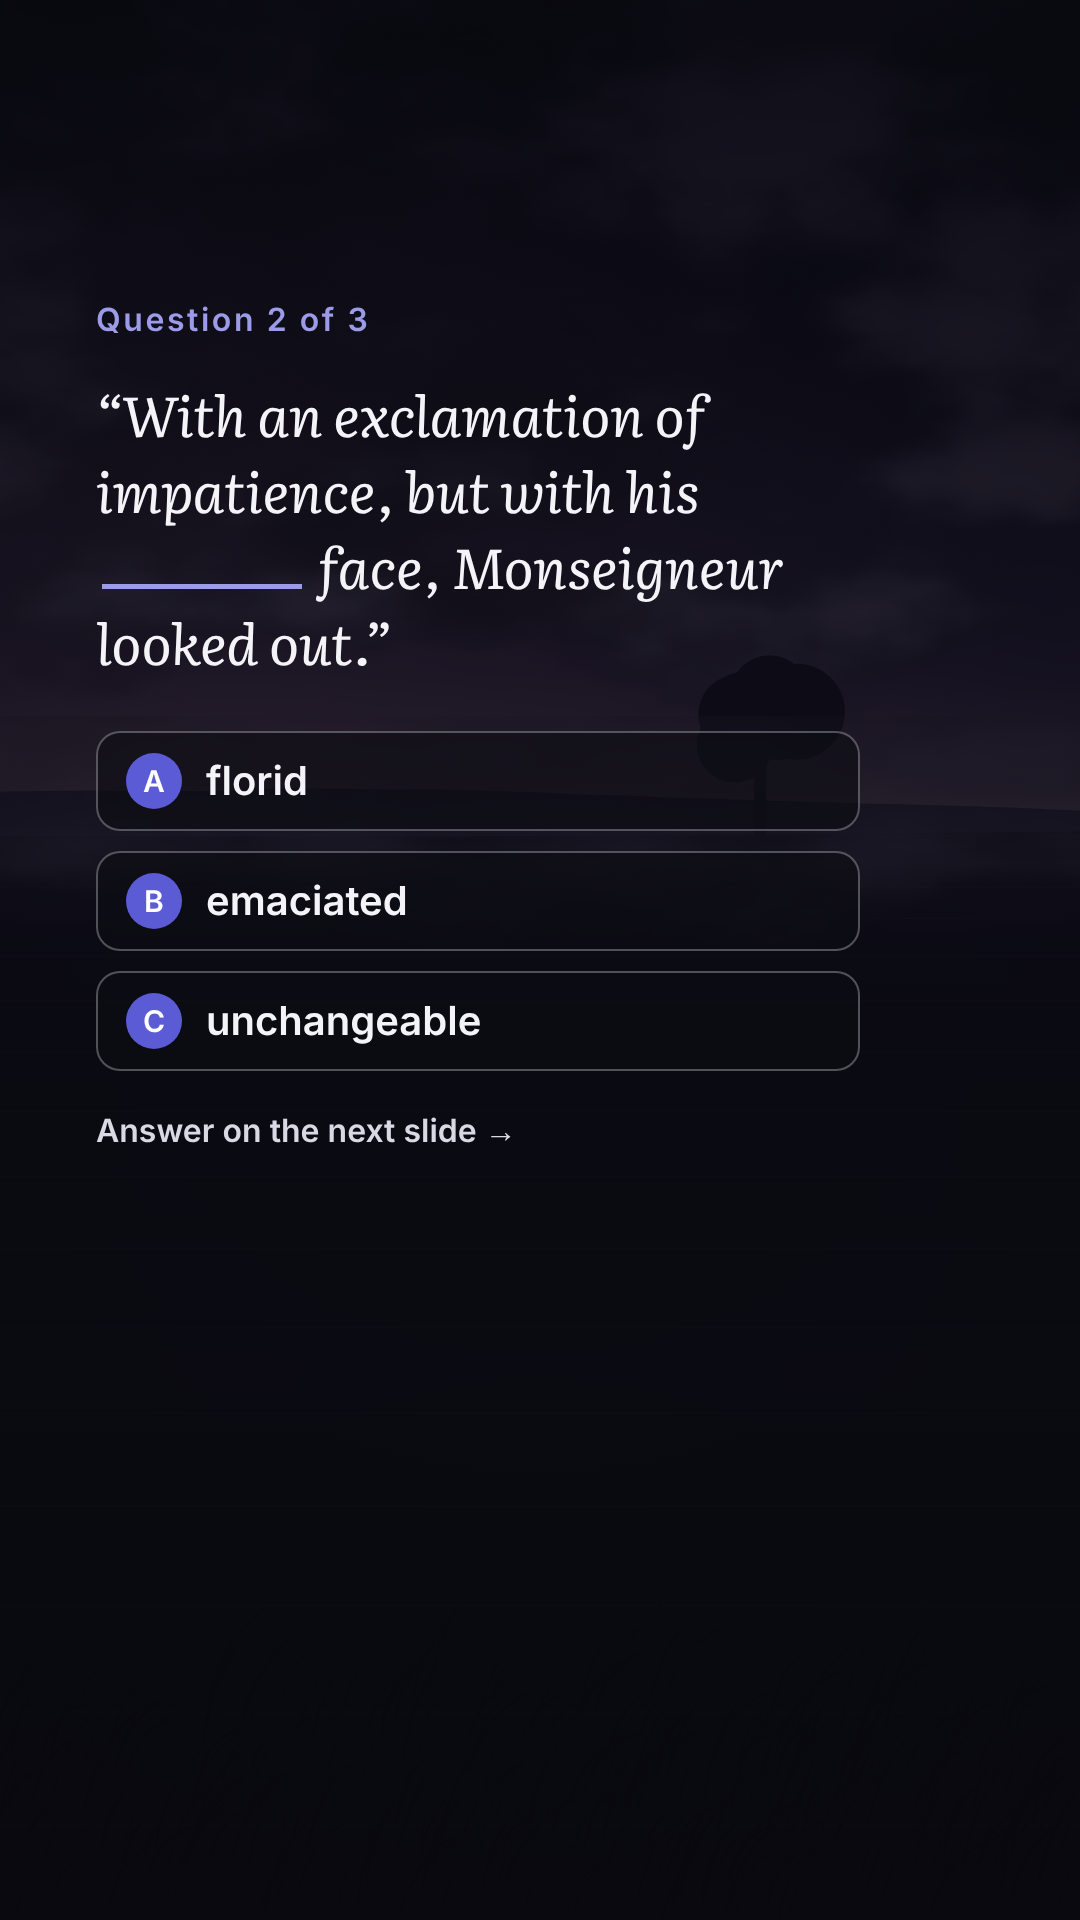 Question 2 of 3
“With an exclamation of
impatience, but with his
________ face, Monseigneur
looked out.”
A florid
B emaciated
C unchangeable
Answer on the next slide →